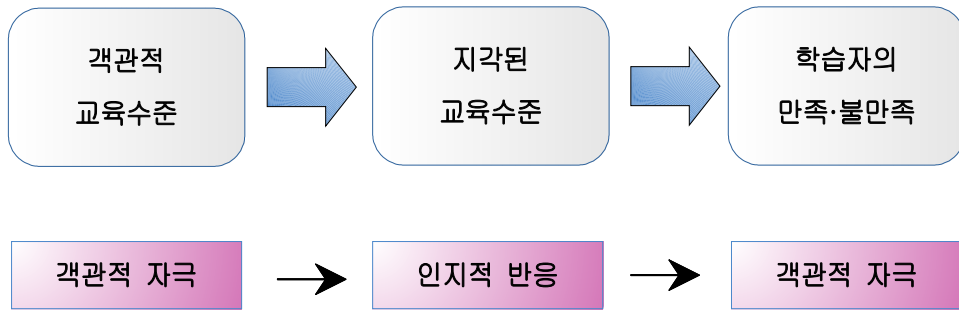 객관적
교육수준
지각된
교육수준
학습자의
만족·불만족
객관적 자극
인지적 반응
객관적 자극